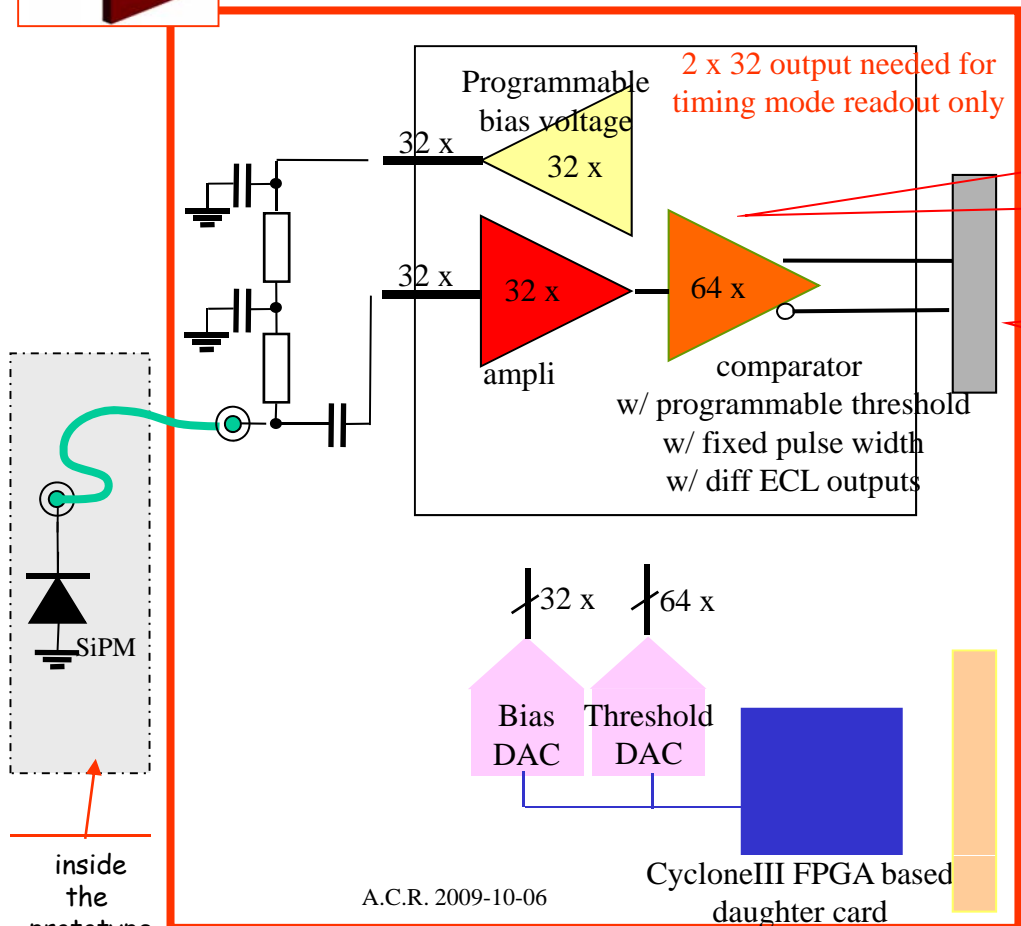 2 x 32 output needed for
timing mode readout only
Programmable
bias voltage
32 x
32 x
32 x
32 x
64 x
ampli
comparator
w/ programmable threshold
w/ fixed pulse width
w/ diff ECL outputs
SiPM
32 x
64 x
Bias
DAC
Threshold
DAC
CycloneIII FPGA based
daughter card
inside
the
prototype
A.C.R. 2009-10-06